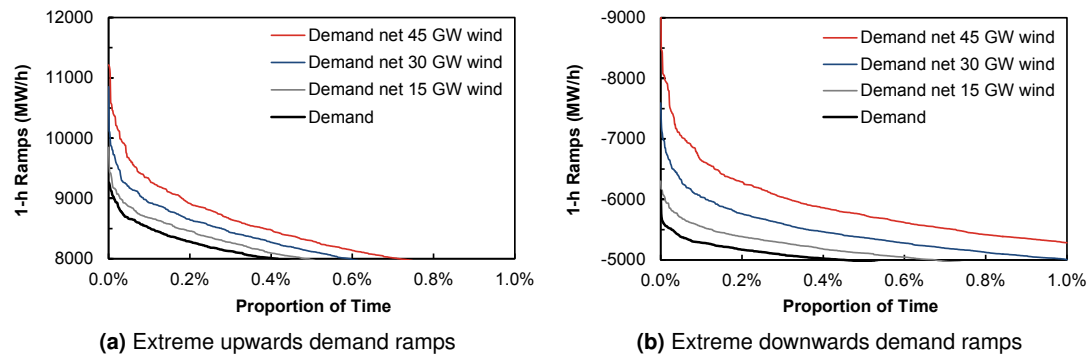 12000
11000
10000
9000
8000
1-h Ramps (MW/h)
Demand net 45 GW wind
Demand net 30 GW wind
Demand net 15 GW wind
Demand
0.0% 0.2% 0.4% 0.6% 0.8% 1.0%
Proportion of Time
(a) Extreme upwards demand ramps
-9000
-8000
-7000
-6000
-5000
1-h Ramps (MW/h)
Demand net 45 GW wind
Demand net 30 GW wind
Demand net 15 GW wind
Demand
0.0% 0.2% 0.4% 0.6% 0.8% 1.0%
Proportion of Time
(b) Extreme downwards demand ramps